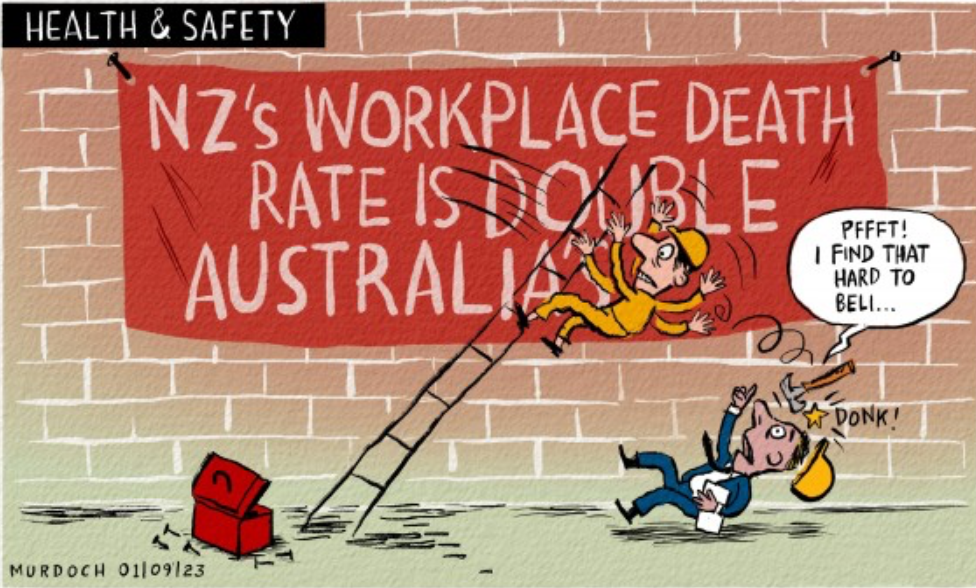 HEALTH & SAFETY
NZ's WORKPLACE DEATH
RATE IS DOUBLE
AUSTRALIA
PFFFT!
I FIND THAT
HARD TO
BELI...
DONK!
MURDOCH 01/09/23